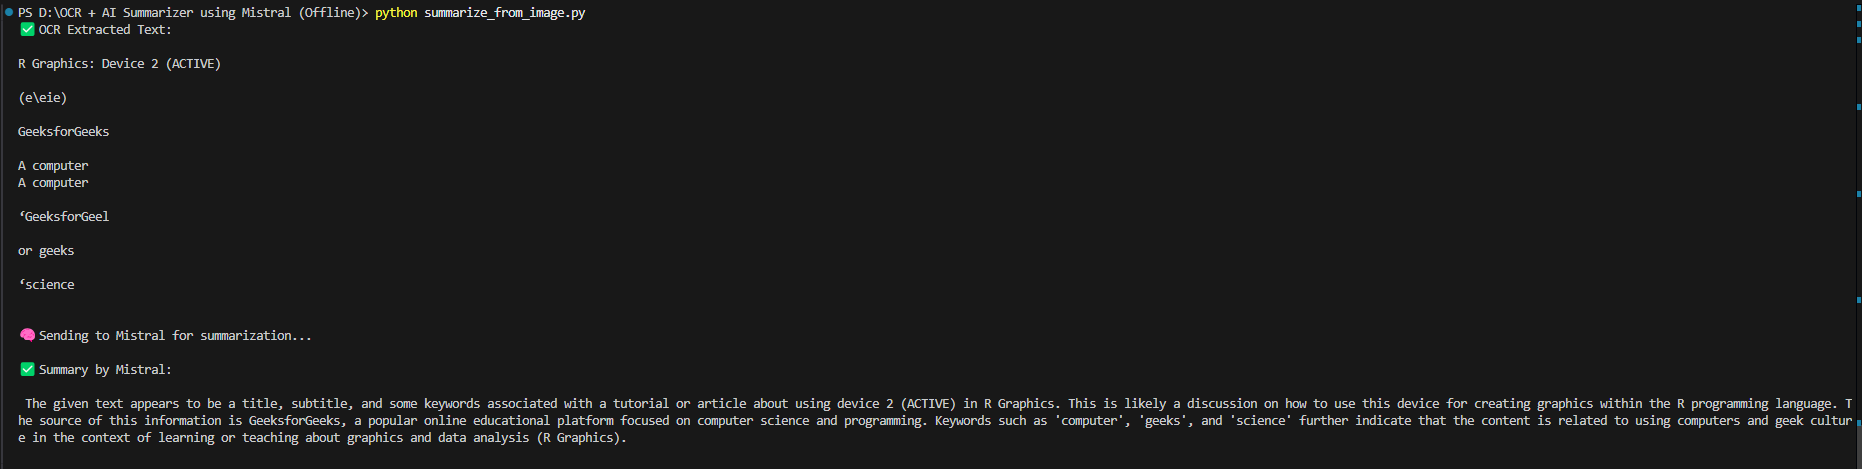 PS D:\OCR + AI Summarizer using Mistral (Offline)> python summarize_from_image.py
✅ OCR Extracted Text:
R Graphics: Device 2 (ACTIVE)
(e\eie)
GeeksforGeeks
A computer
A computer
‘GeeksforGeel
or geeks
‘science
🧠 Sending to Mistral for summarization...
✅ Summary by Mistral:
The given text appears to be a title, subtitle, and some keywords associated with a tutorial or article about using device 2 (ACTIVE) in R Graphics. This is likely a discussion on how to use this device for creating graphics within the R programming language. T
he source of this information is GeeksforGeeks, a popular online educational platform focused on computer science and programming. Keywords such as 'computer', 'geeks', and 'science' further indicate that the content is related to using computers and geek cultur
e in the context of learning or teaching about graphics and data analysis (R Graphics).